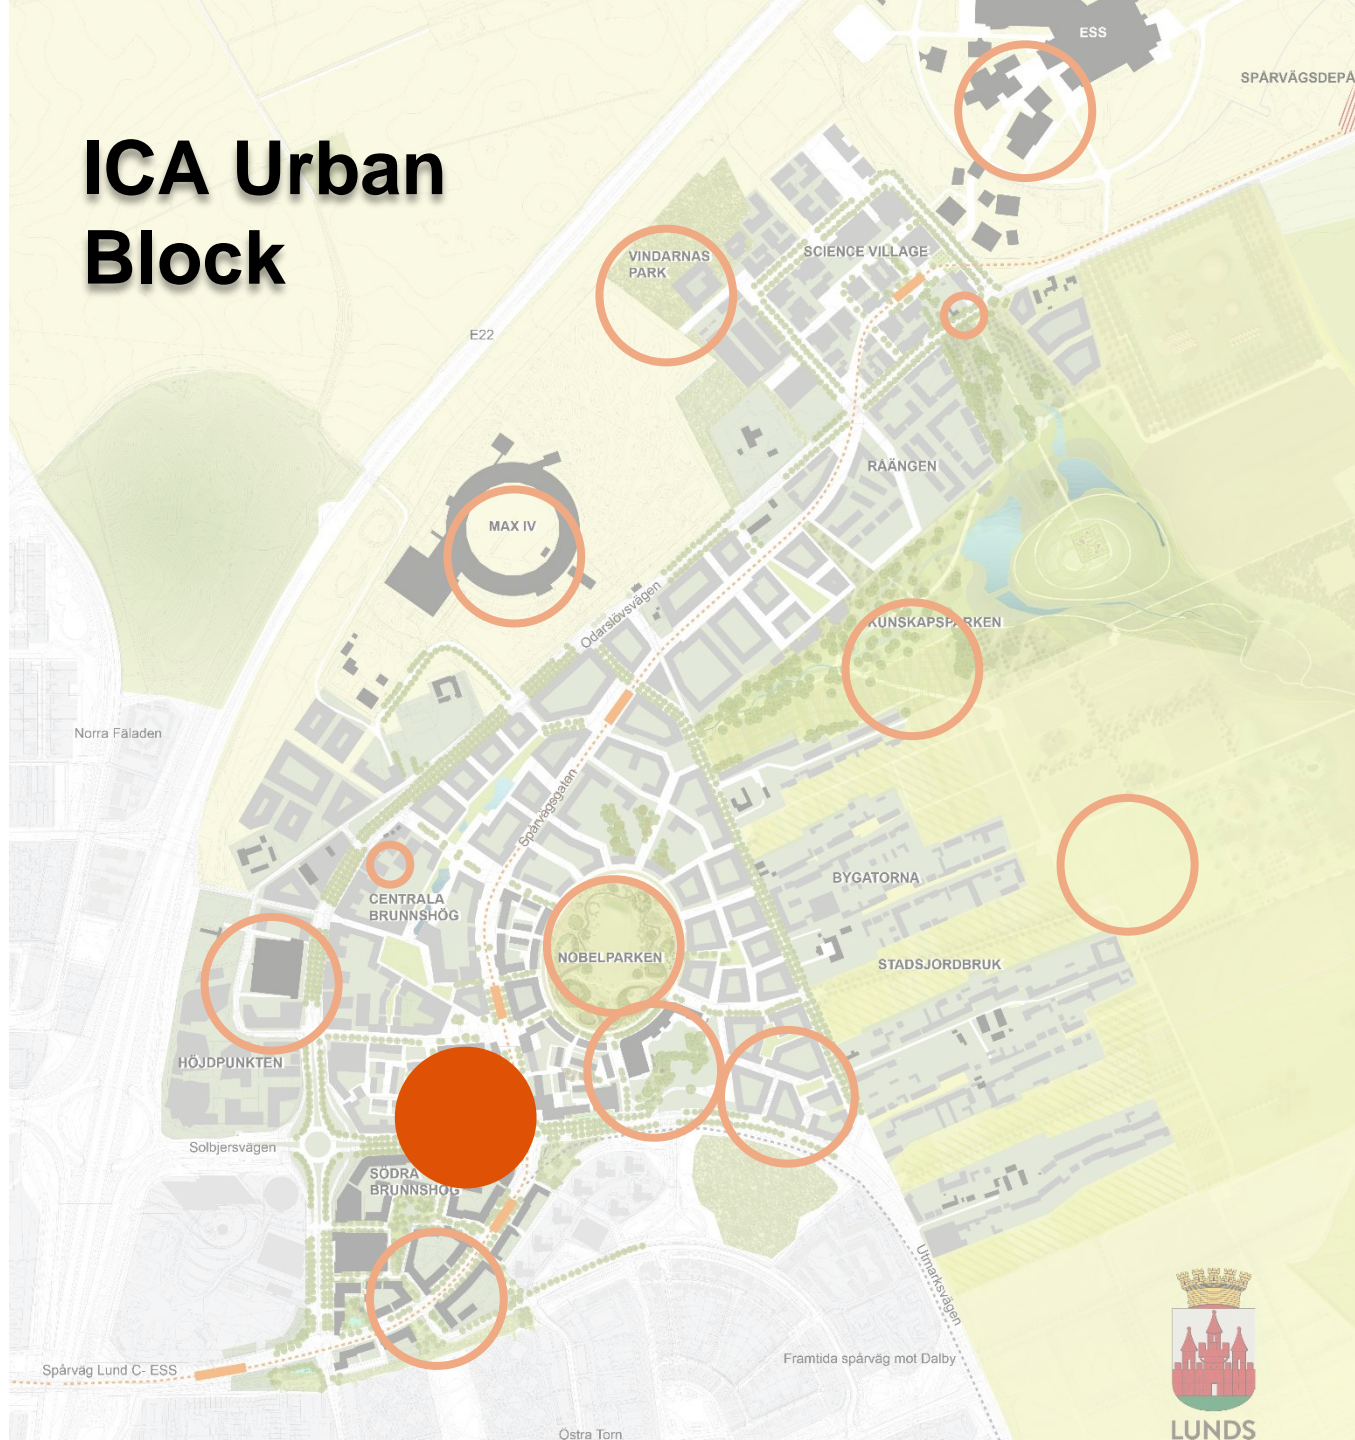 ICA Urban
Block
ESS
SPÅRVÄGSDEPÅ
VINDARNAS
PARK
SCIENCE VILLAGE
E22
RÅÄNGEN
MAX IV
Odarslövsvägen
KUNSKAPSPARKEN
Norra Fäladen
Spårvägsgatan
BYGATORNA
CENTRALA
BRUNNSHÖG
NOBELPARKEN
STADSJORDBRUK
HÖJDPUNKTEN
Solbjersvägen
SÖDRA
BRUNNSHÖG
Utmarksvägen
Spårväg Lund C- ESS
Framtida spårväg mot Dalby
Östra Torn
LUNDS